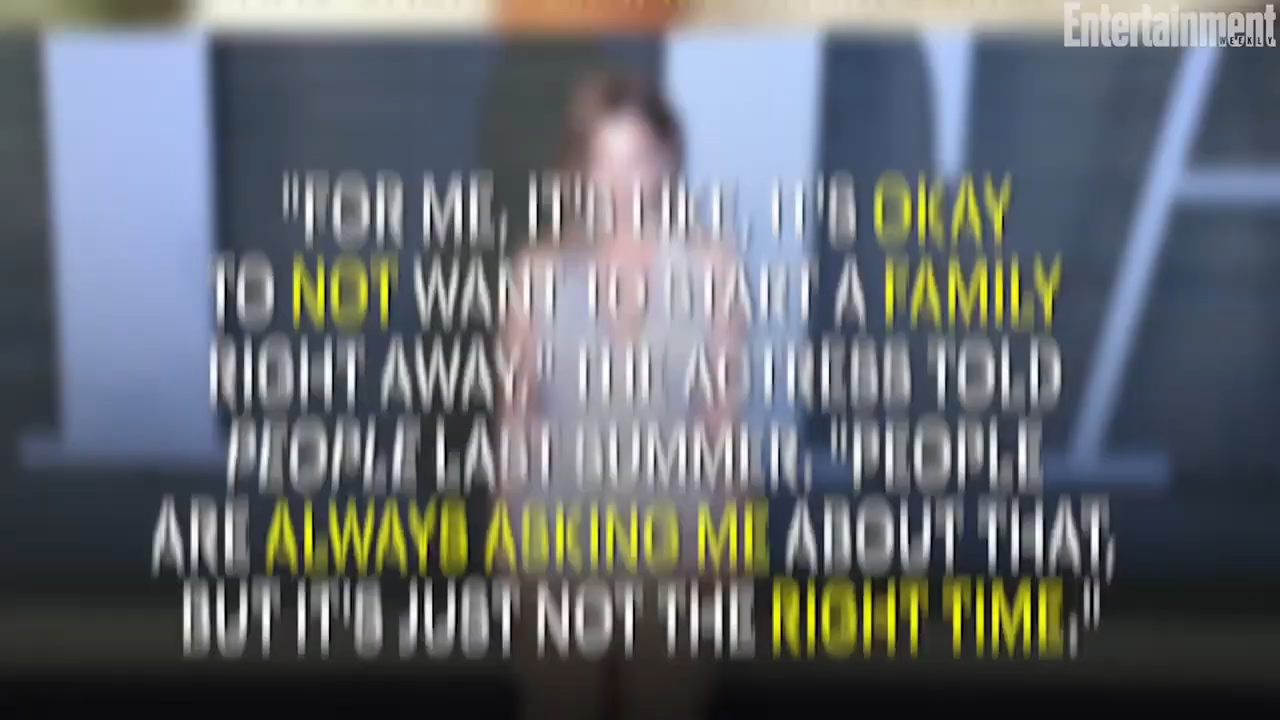 Entertainment
WEEKLY
"FOR ME, IT'S LIKE, IT'S OKAY
TO NOT WANT TO START A FAMILY
RIGHT AWAY," THE ACTRESS TOLD
PEOPLE LAST SUMMER. "PEOPLE
ARE ALWAYS ASKING ME ABOUT THAT,
BUT IT'S JUST NOT THE RIGHT TIME."